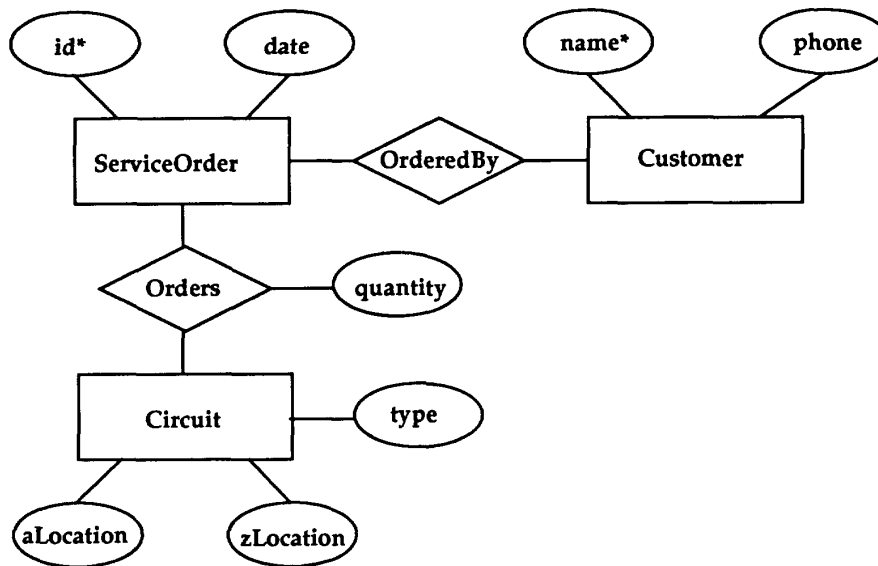 id*
date
name*
phone
ServiceOrder
OrderedBy
Customer
Orders
quantity
Circuit
type
aLocation
zLocation